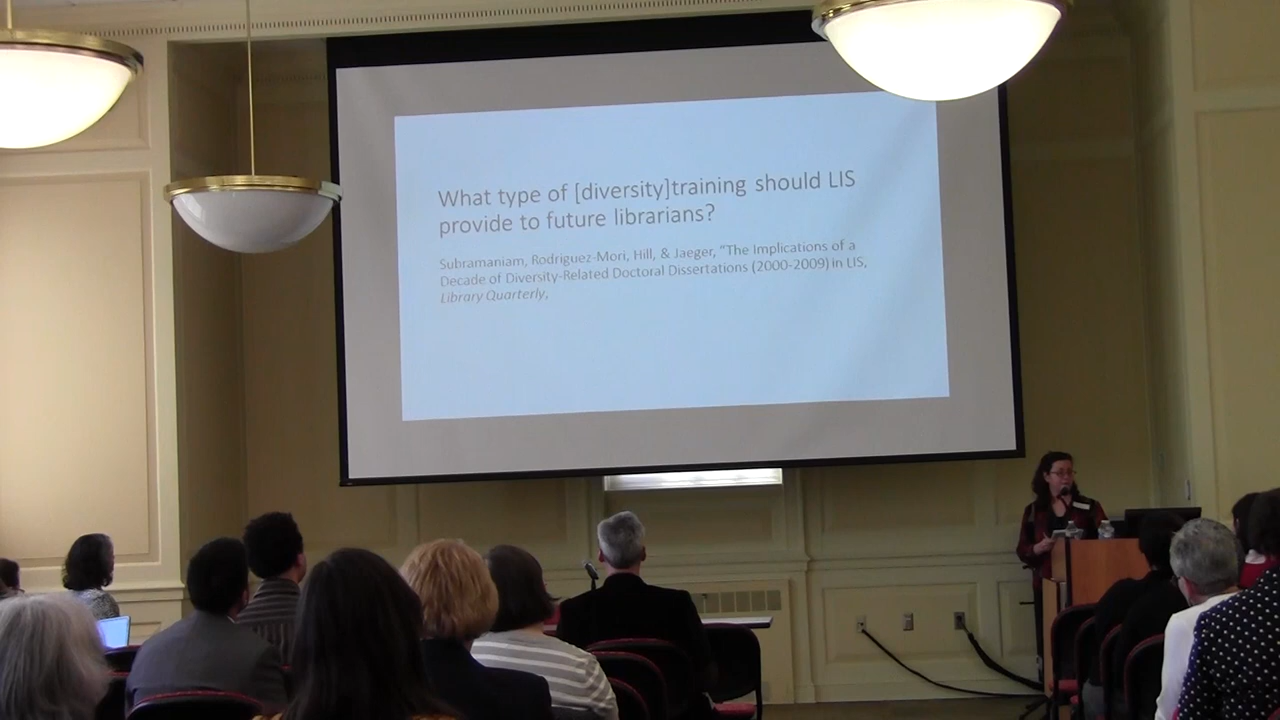 What type of [diversity]training should LIS
provide to future librarians?
Subramaniam, Rodriguez-Mori, Hill, & Jaeger, "The Implications of a
Decade of Diversity-Related Doctoral Dissertations (2000-2009) in LIS,
Library Quarterly,